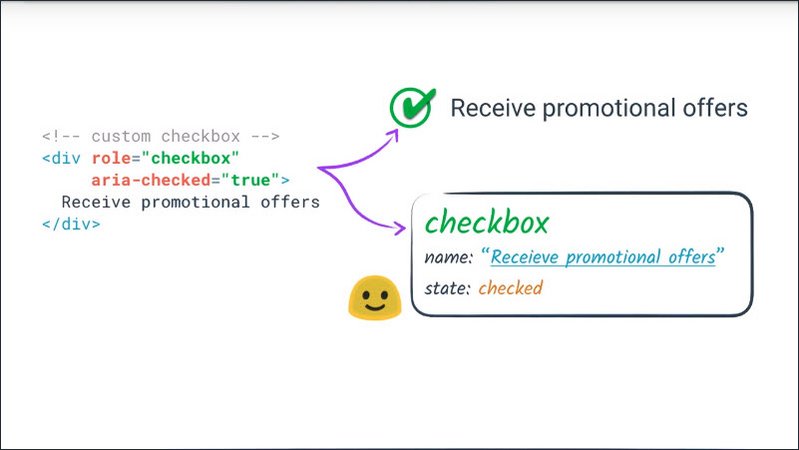 <!-- custom checkbox -->
<div role="checkbox"
aria-checked="true">
Receive promotional offers
</div>
Receive promotional offers
checkbox
name: “Receieve promotional offers”
state: checked